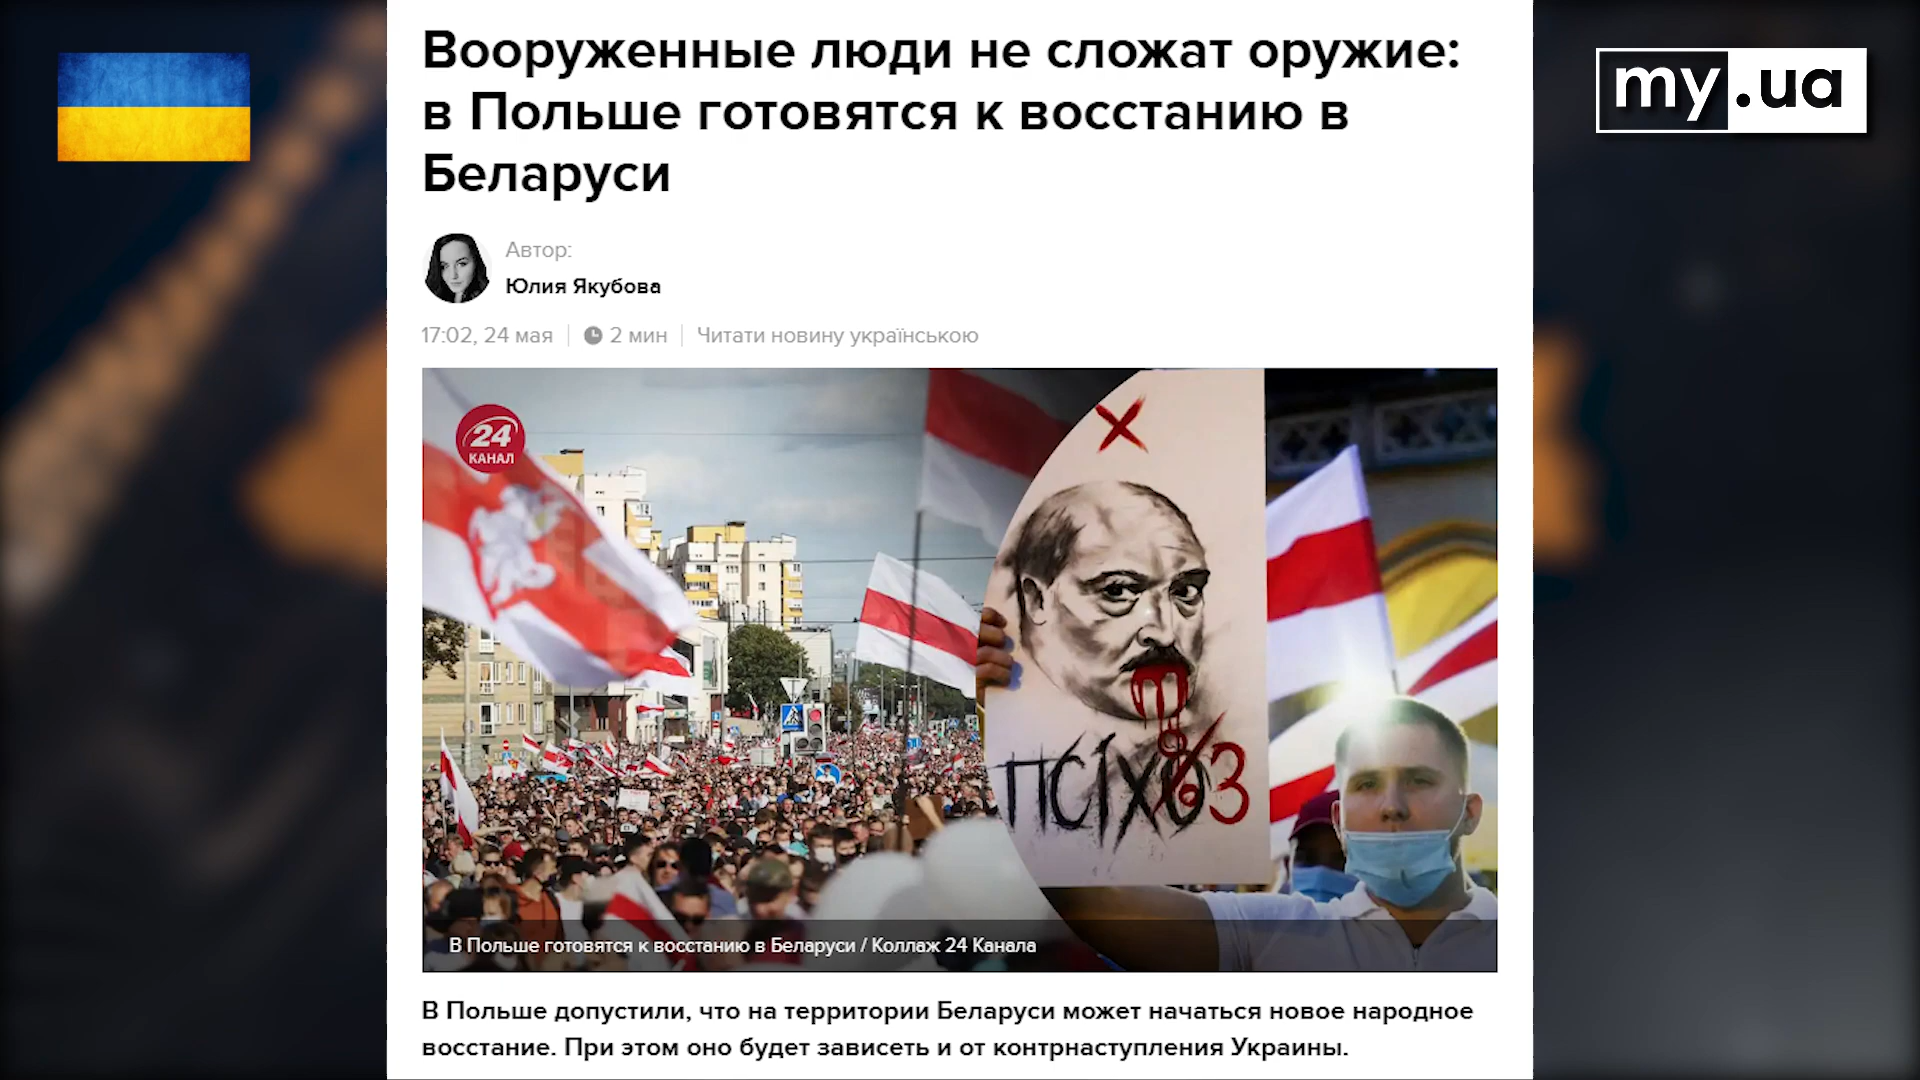 Вооруженные люди не сложат оружие:
в Польше готовятся к восстанию в
Беларуси
my.ua
Автор:
Юлия Якубова
17:02, 24 мая
2 мин
Читати новину українською
24
КАНАЛ
ПСІХОЗ
В Польше готовятся к восстанию в Беларуси / Коллаж 24 Канала
В Польше допустили, что на территории Беларуси может начаться новое народное
восстание. При этом оно будет зависеть и от контрнаступления Украины.